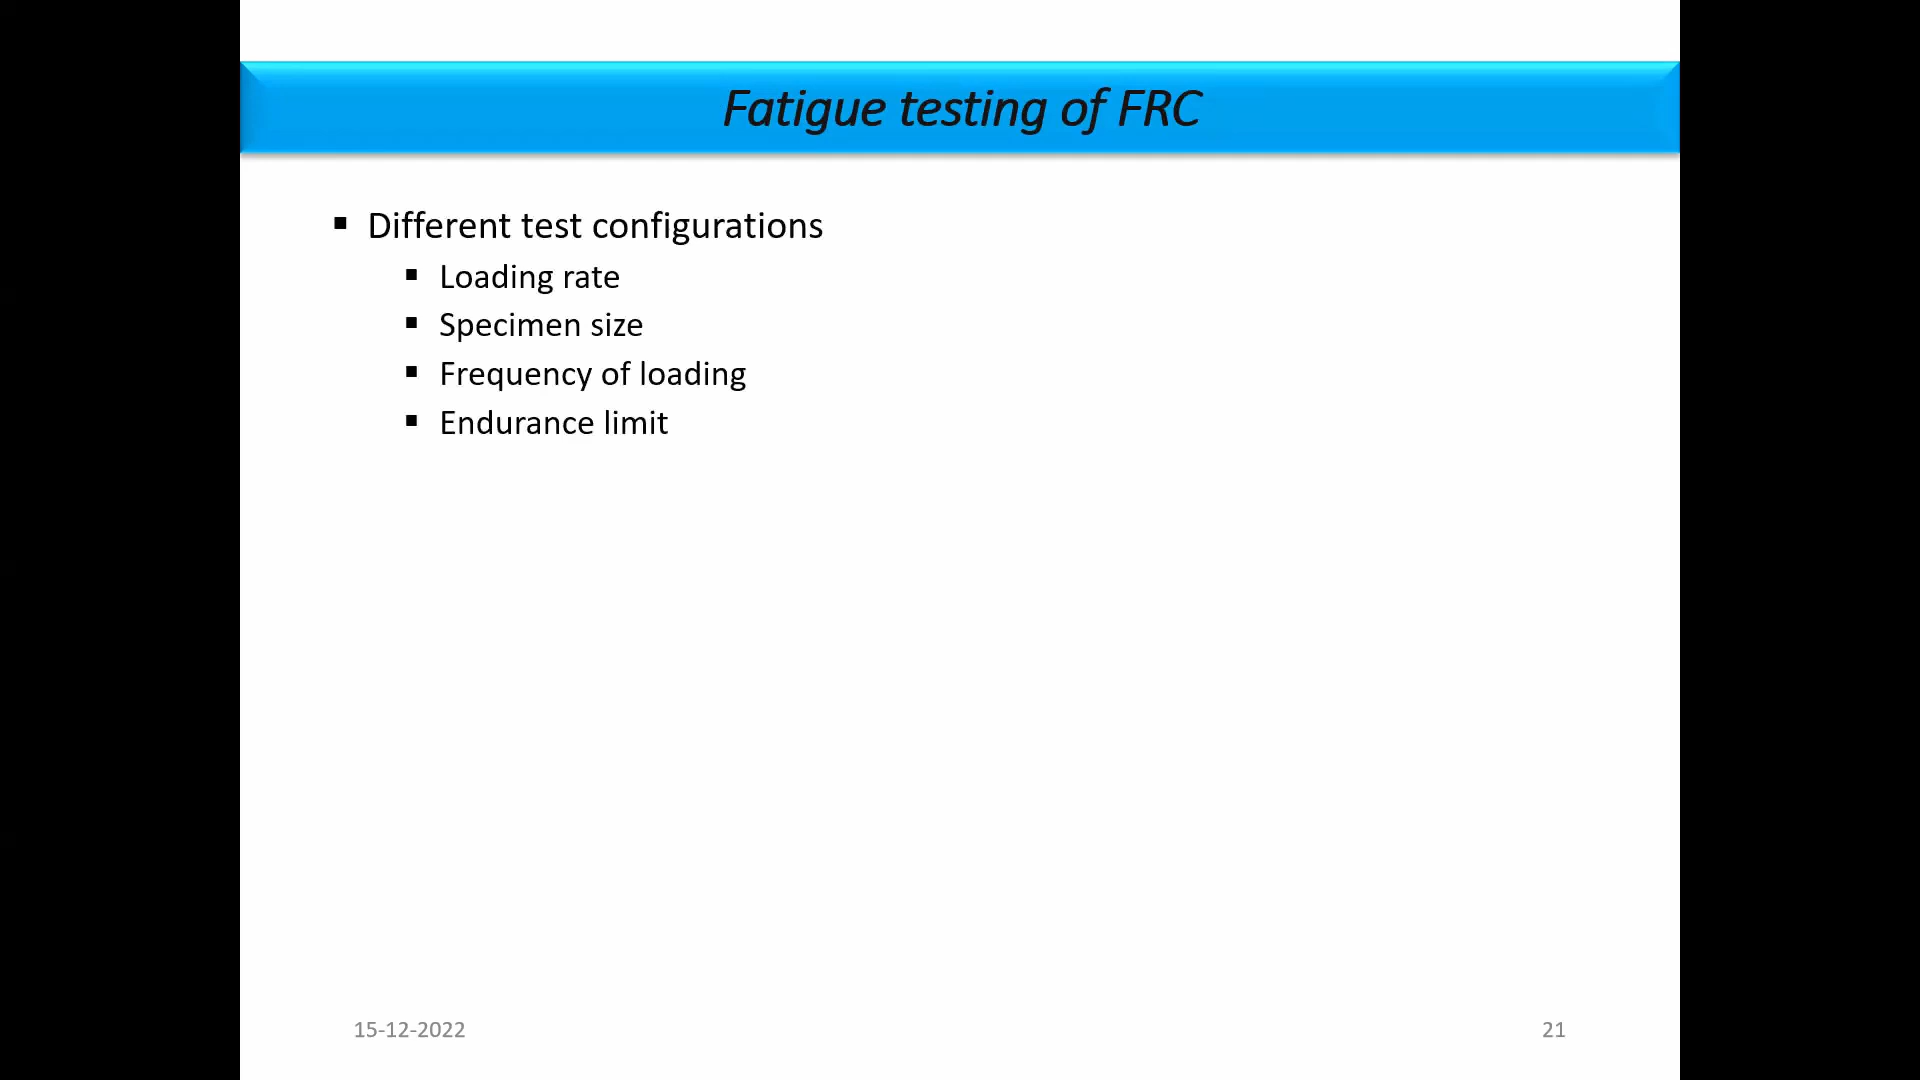 Fatigue testing of FRC
▪ Different test configurations
▪ Loading rate
▪ Specimen size
▪ Frequency of loading
▪ Endurance limit
15-12-2022
21